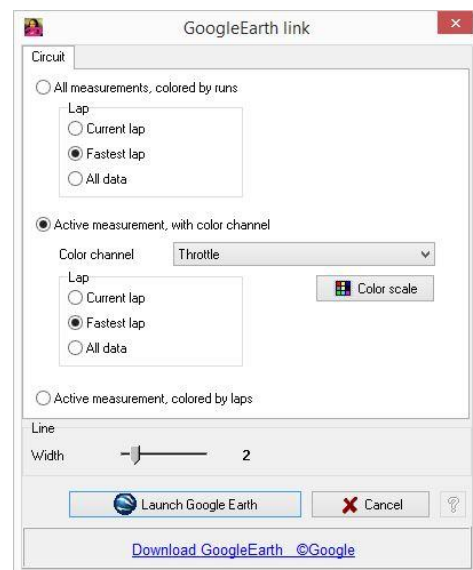 GoogleEarth link
Circuit
All measurements, colored by runs
Lap
Current lap
Fastest lap
All data
Active measurement, with color channel
Color channel Throttle
Lap
Color scale
Current lap
Fastest lap
All data
Active measurement, colored by laps
Line
Width 2
Launch Google Earth Cancel ?
Download GoogleEarth ©Google